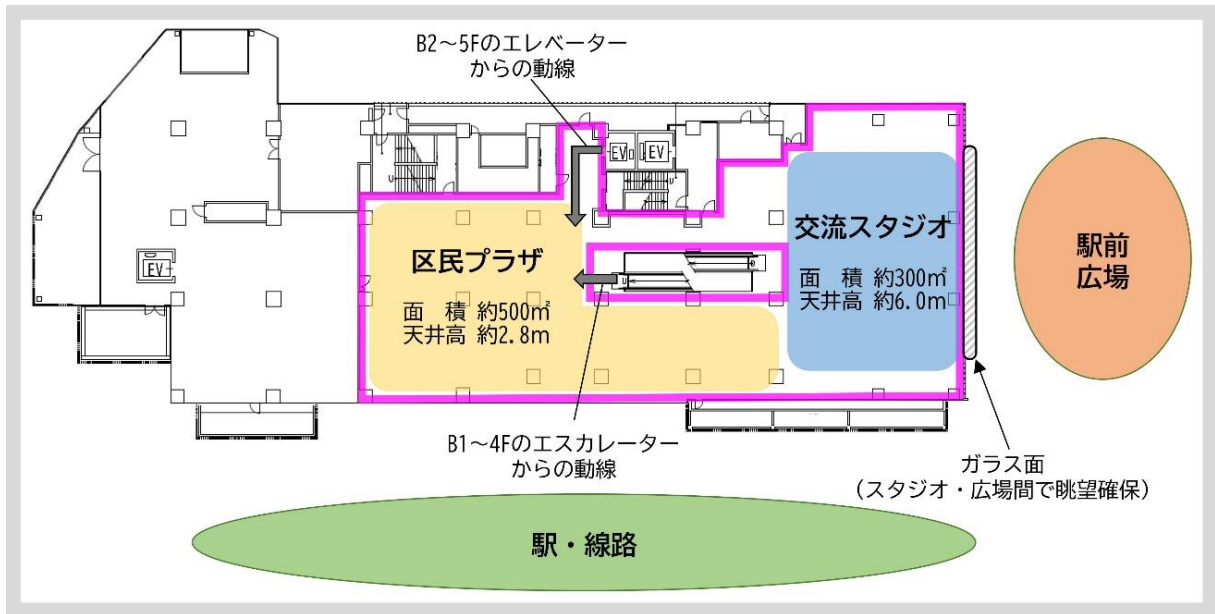 B2～5Fのエレベーター
からの動線
EV
EV
EV
区民プラザ
面　積 約500㎡
天井高 約2.8m
交流スタジオ
面　積 約300㎡
天井高 約6.0m
駅前
広場
B1～4Fのエスカレーター
からの動線
ガラス面
（スタジオ・広場間で眺望確保）
駅・線路